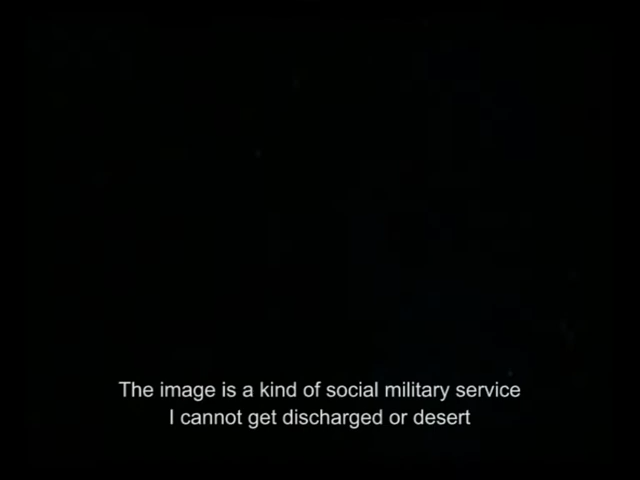 The image is a kind of social military service
I cannot get discharged or desert